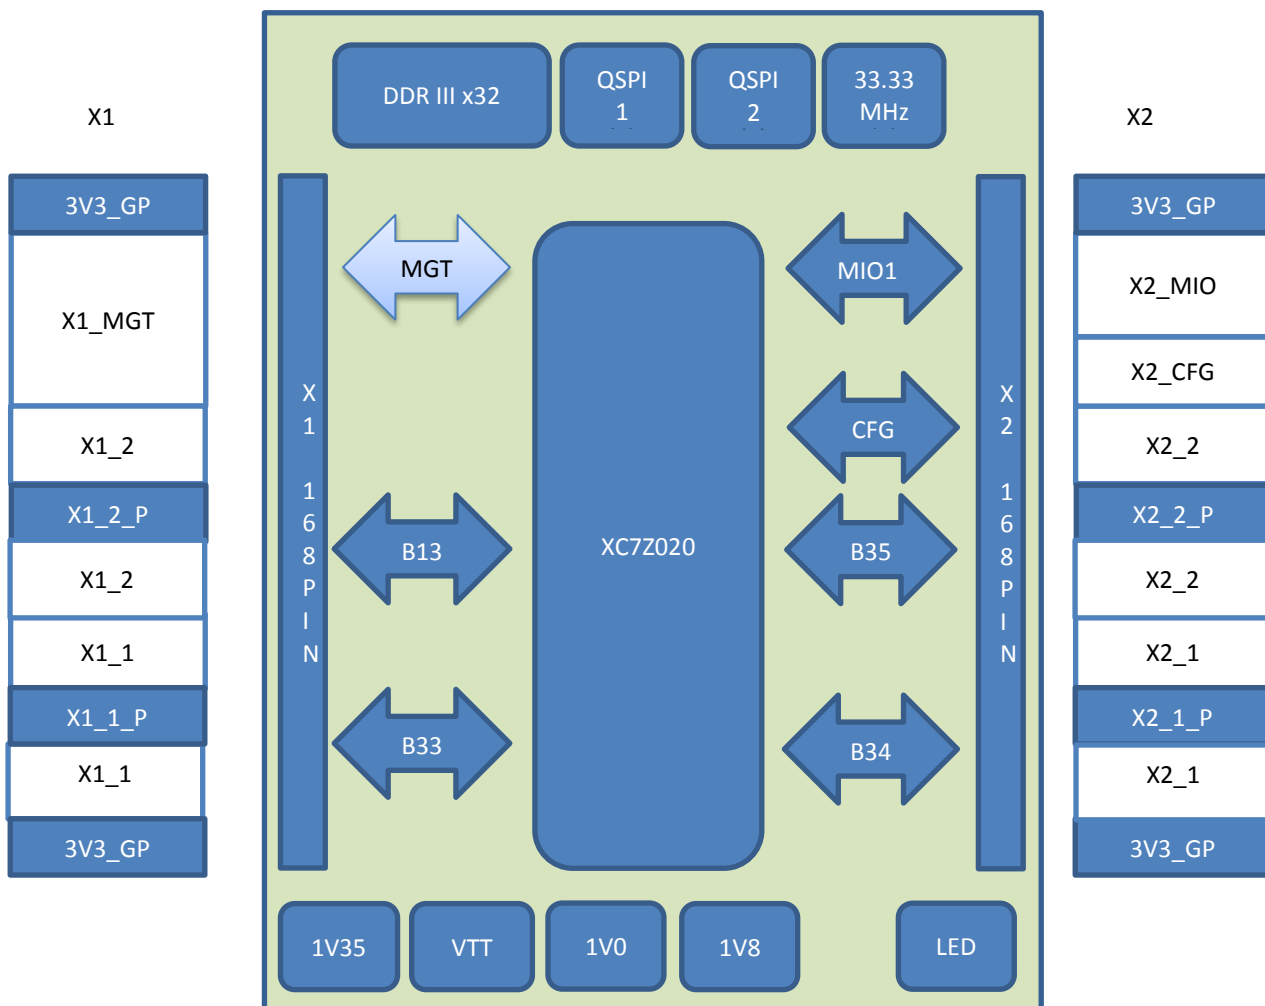 X1
3V3_GP
X1_MGT
X1_2
X1_2_P
X1_2
X1_1
X1_1_P
X1_1
3V3_GP
DDR III x32
QSPI
1
QSPI
2
33.33
MHz
X
1
1
6
8
P
I
N
MGT
B13
B33
XC7Z020
MIO1
CFG
B35
B34
X
2
1
6
8
P
I
N
1V35
VTT
1V0
1V8
LED
X2
3V3_GP
X2_MIO
X2_CFG
X2_2
X2_2_P
X2_2
X2_1
X2_1_P
X2_1
3V3_GP